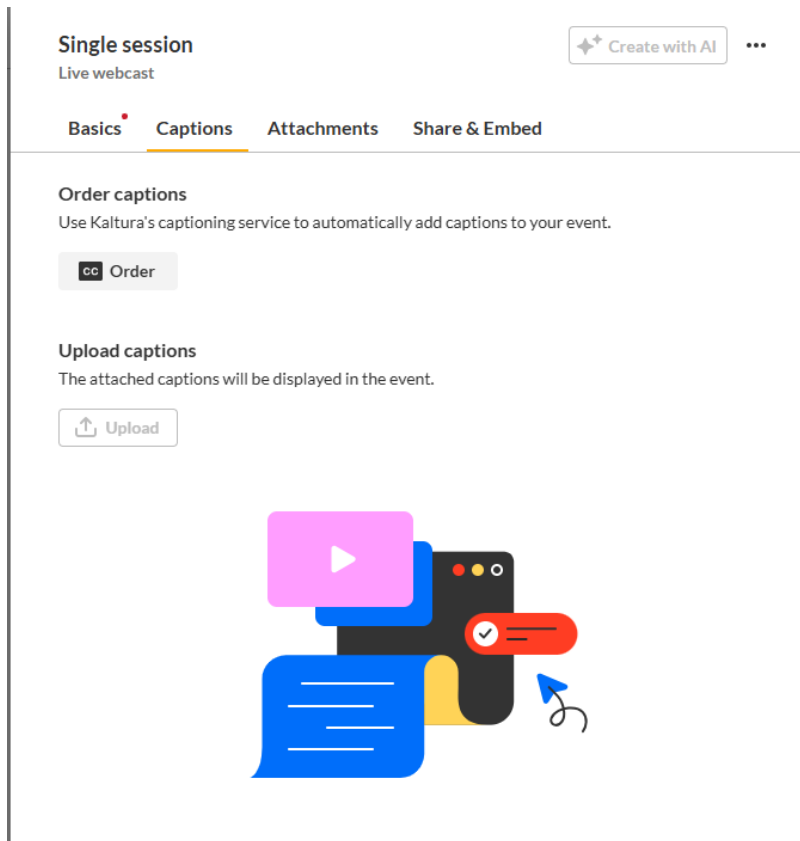 Single session
Create with AI
Live webcast
Basics
Captions
Attachments
Share & Embed
Order captions
Use Kaltura's captioning service to automatically add captions to your event.
CC Order
Upload captions
The attached captions will be displayed in the event.
Upload